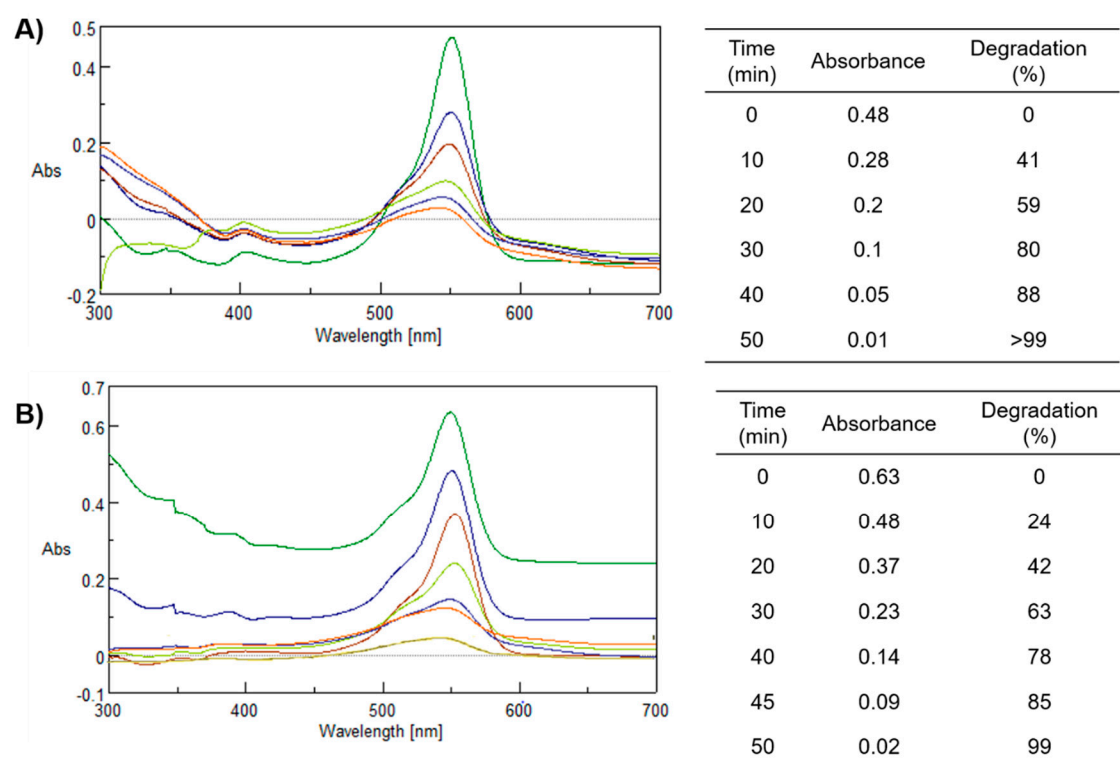 A)
0.5
0.4
0.2
0
-0.2
Abs
300 400 500 600 700
Wavelength [nm]
Time (min) Absorbance Degradation (%)
0 0.48 0
10 0.28 41
20 0.2 59
30 0.1 80
40 0.05 88
50 0.01 >99
B)
0.7
0.6
0.4
0.2
0
-0.1
Abs
300 400 500 600 700
Wavelength [nm]
Time (min) Absorbance Degradation (%)
0 0.63 0
10 0.48 24
20 0.37 42
30 0.23 63
40 0.14 78
45 0.09 85
50 0.02 99